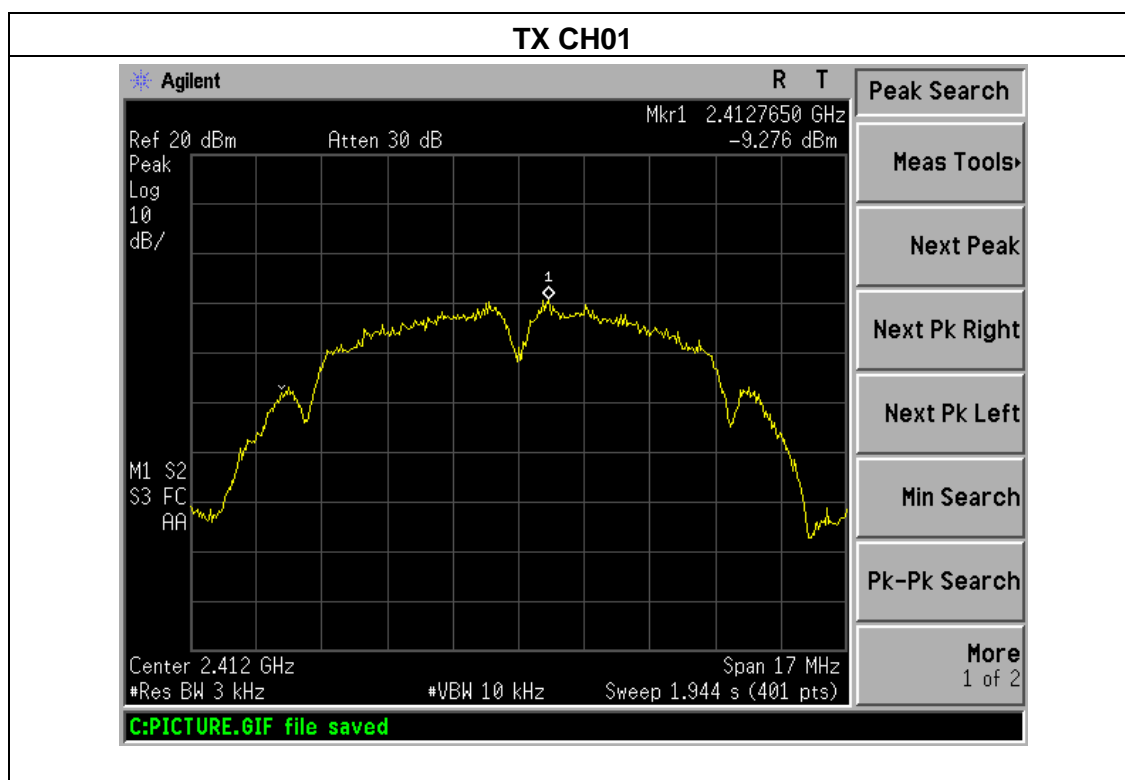 TX CH01
Agilent
R T
Peak Search
Mkr1 2.4127650 GHz
Ref 20 dBm Atten 30 dB -9.276 dBm
Peak
Log
10
dB/
1
M1 S2
S3 FC
AA
Center 2.412 GHz Span 17 MHz
#Res BW 3 kHz #VBW 10 kHz Sweep 1.944 s (401 pts)
C:PICTURE.GIF file saved
Meas Tools▸
Next Peak
Next Pk Right
Next Pk Left
Min Search
Pk-Pk Search
More
1 of 2